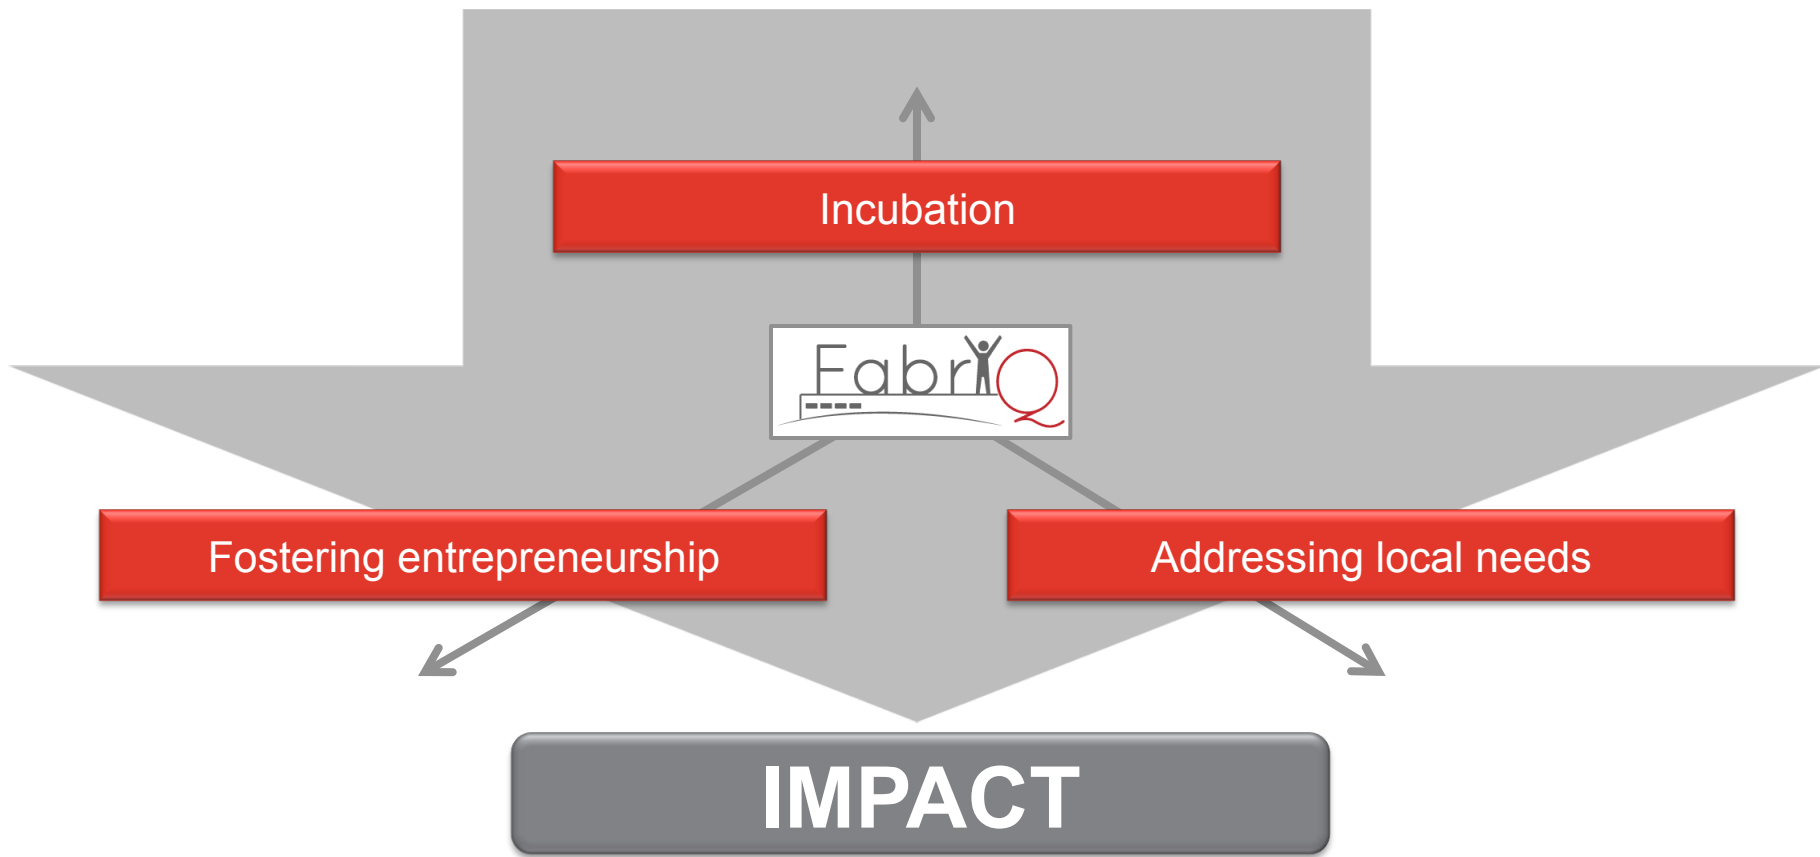 Incubation
FabriQ
Fostering entrepreneurship
Addressing local needs
IMPACT